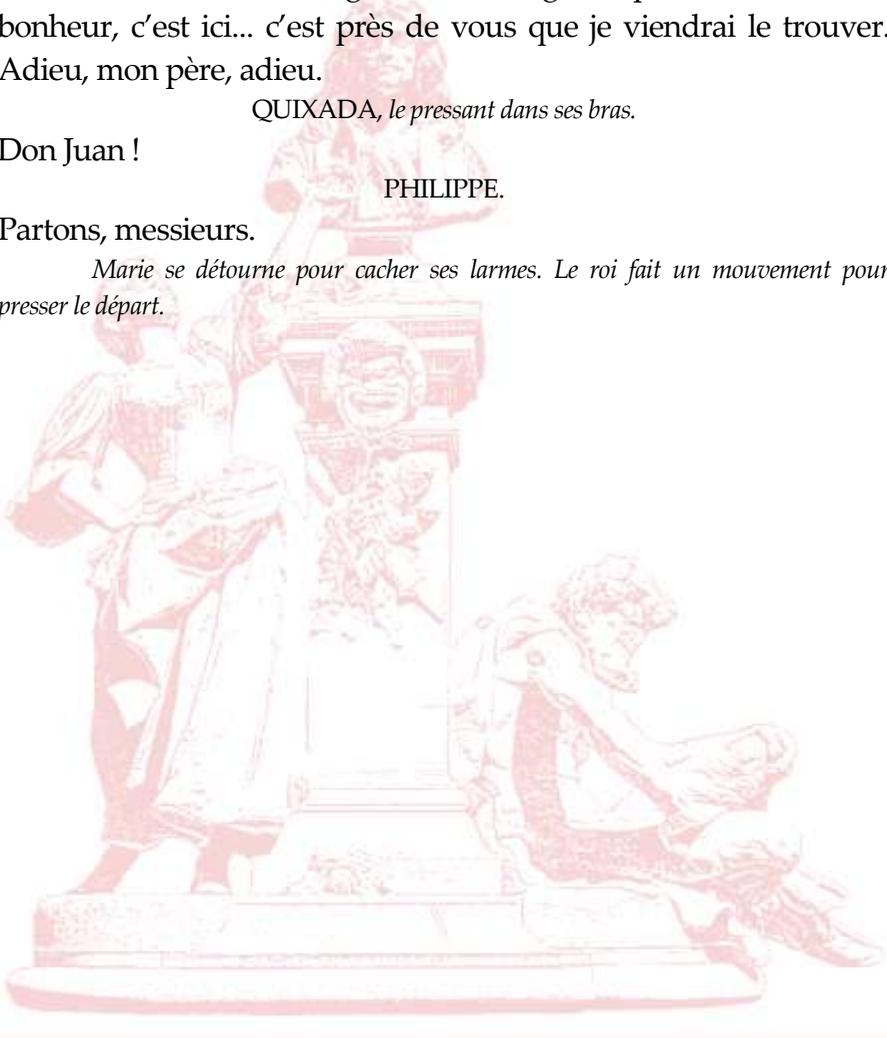 bonheur, c’est ici... c’est près de vous que je viendrai le trouver.
Adieu, mon père, adieu.
QUIXADA, le pressant dans ses bras.
Don Juan !
PHILIPPE.
Partons, messieurs.
Marie se détourne pour cacher ses larmes. Le roi fait un mouvement pour
presser le départ.